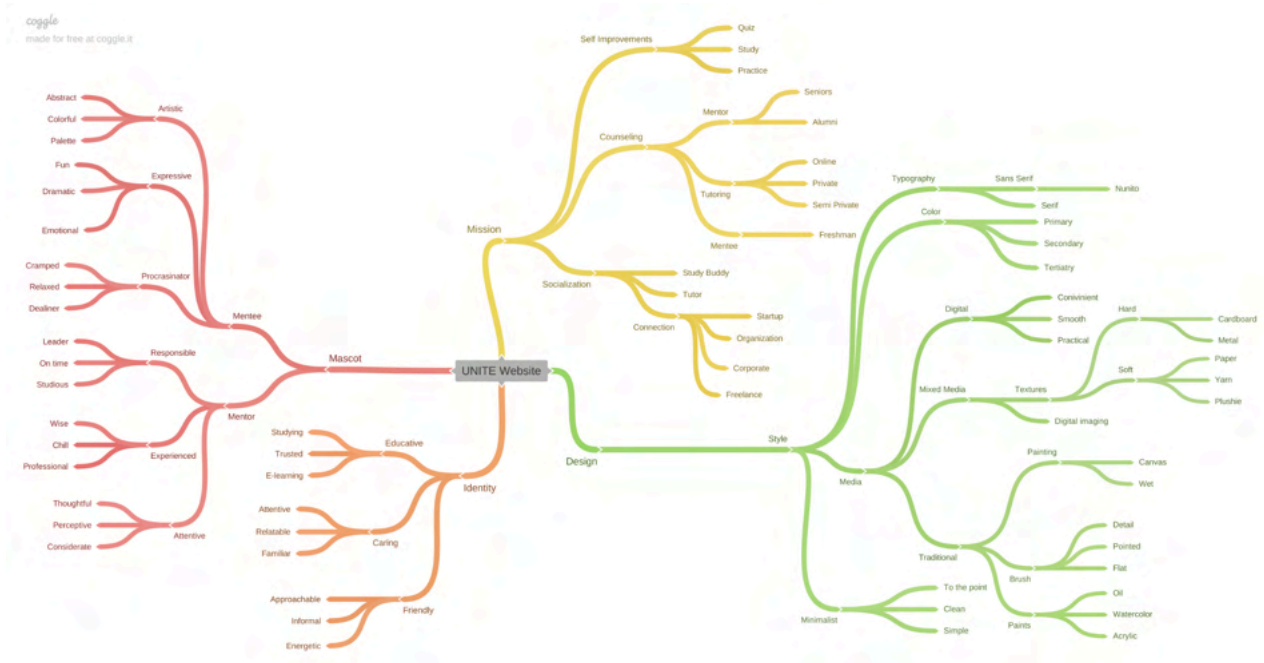 coggle
made for free at coggle.it
UNITE Website
Mascot
Mentee
Artistic
Abstract
Colorful
Palette
Expressive
Fun
Dramatic
Emotional
Procrasinator
Cramped
Relaxed
Dealiner
Mentor
Responsible
Leader
On time
Studious
Experienced
Wise
Chill
Professional
Attentive
Thoughtful
Perceptive
Considerate
Mission
Self Improvements
Quiz
Study
Practice
Counseling
Mentor
Seniors
Alumni
Tutoring
Online
Private
Semi Private
Mentee
Freshman
Socialization
Study Buddy
Tutor
Connection
Startup
Organization
Corporate
Freelance
Identity
Educative
Studying
Trusted
E-learning
Caring
Attentive
Relatable
Familiar
Friendly
Approachable
Informal
Energetic
Design
Style
Typography
Sans Serif
Nunito
Serif
Color
Primary
Secondary
Tertiatry
Media
Digital
Conivinient
Smooth
Practical
Mixed Media
Textures
Hard
Cardboard
Metal
Soft
Paper
Yarn
Plushie
Digital imaging
Traditional
Painting
Canvas
Wet
Brush
Detail
Pointed
Flat
Paints
Oil
Watercolor
Acrylic
Minimalist
To the point
Clean
Simple